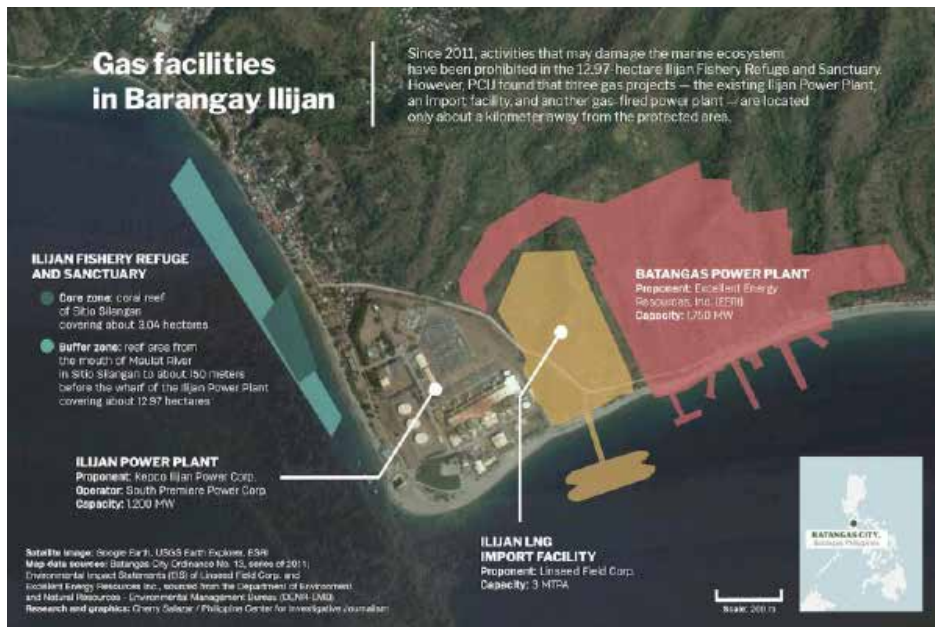 Gas facilities
in Barangay Ilijan
Since 2011, activities that may damage the marine ecosystem
have been prohibited in the 12.97-hectare Ilijan Fishery Refuge and Sanctuary.
However, PCIJ found that three gas projects — the existing Ilijan Power Plant,
an import facility, and another gas-fired power plant — are located
only about a kilometer away from the protected area.
ILIJAN FISHERY REFUGE
AND SANCTUARY
Core zone: coral reef
of Sitio Silangan
covering about 3.04 hectares
Buffer zone: reef area from
the mouth of Maulat River
in Sitio Silangan to about 150 meters
before the wharf of the Ilijan Power Plant
covering about 12.97 hectares
BATANGAS POWER PLANT
Proponent: Excellent Energy
Resources, Inc. (EERI)
Capacity: 1,750 MW
ILIJAN POWER PLANT
Proponent: Kepco Ilijan Power Corp.
Operator: South Premiere Power Corp.
Capacity: 1,200 MW
ILIJAN LNG
IMPORT FACILITY
Proponent: Linseed Field Corp.
Capacity: 3 MTPA
Satellite image: Google Earth, USGS Earth Explorer, ESRI
Map data sources: Batangas City Ordinance No. 13, series of 2011;
Environmental Impact Statements (EIS) of Linseed Field Corp. and
Excellent Energy Resources Inc., sourced from the Department of Environment
and Natural Resources - Environmental Management Bureau (DENR-EMB)
Research and graphics: Cherry Salazar / Philippine Center for Investigative Journalism
Scale: 200 m
BATANGAS CITY,
Batangas, Philippines